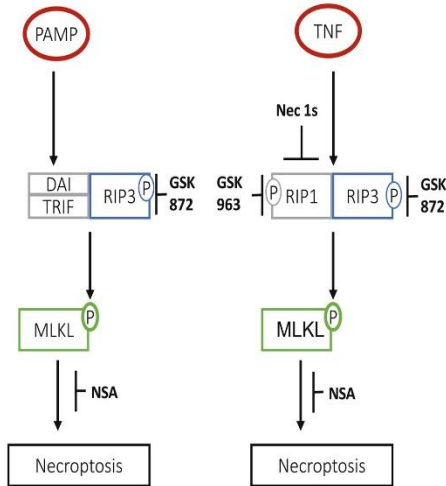 PAMP
TNF
Nec 1s
DAI
TRIF
RIP3
P
GSK
872
GSK
963
P
RIP1
RIP3
P
GSK
872
MLKL
P
MLKL
P
NSA
NSA
Necroptosis
Necroptosis